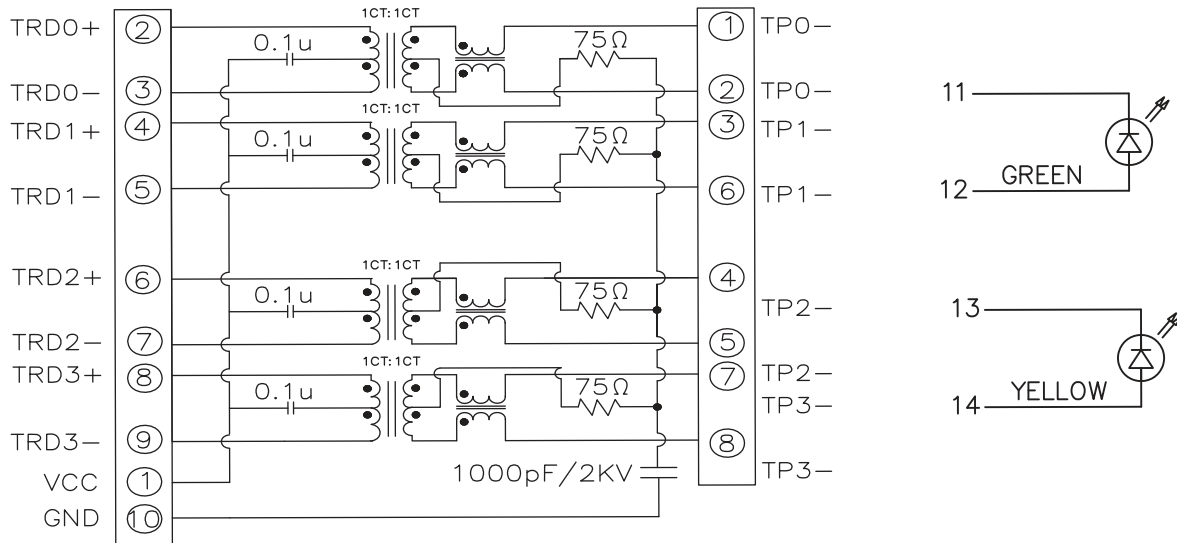 1CT:1CT
TRD0+ 2 0.1u 75Ω 1 TP0-
TRD0- 3 2 TP0-
1CT:1CT
TRD1+ 4 0.1u 75Ω 3 TP1-
TRD1- 5 6 TP1-
1CT:1CT
TRD2+ 6 0.1u 75Ω 4
TP2-
TRD2- 7 5
1CT:1CT
TRD3+ 8 0.1u 75Ω 7 TP2-
TP3-
TRD3- 9 8
VCC 1 1000pF/2KV TP3-
GND 10
11
12 GREEN
13
14 YELLOW